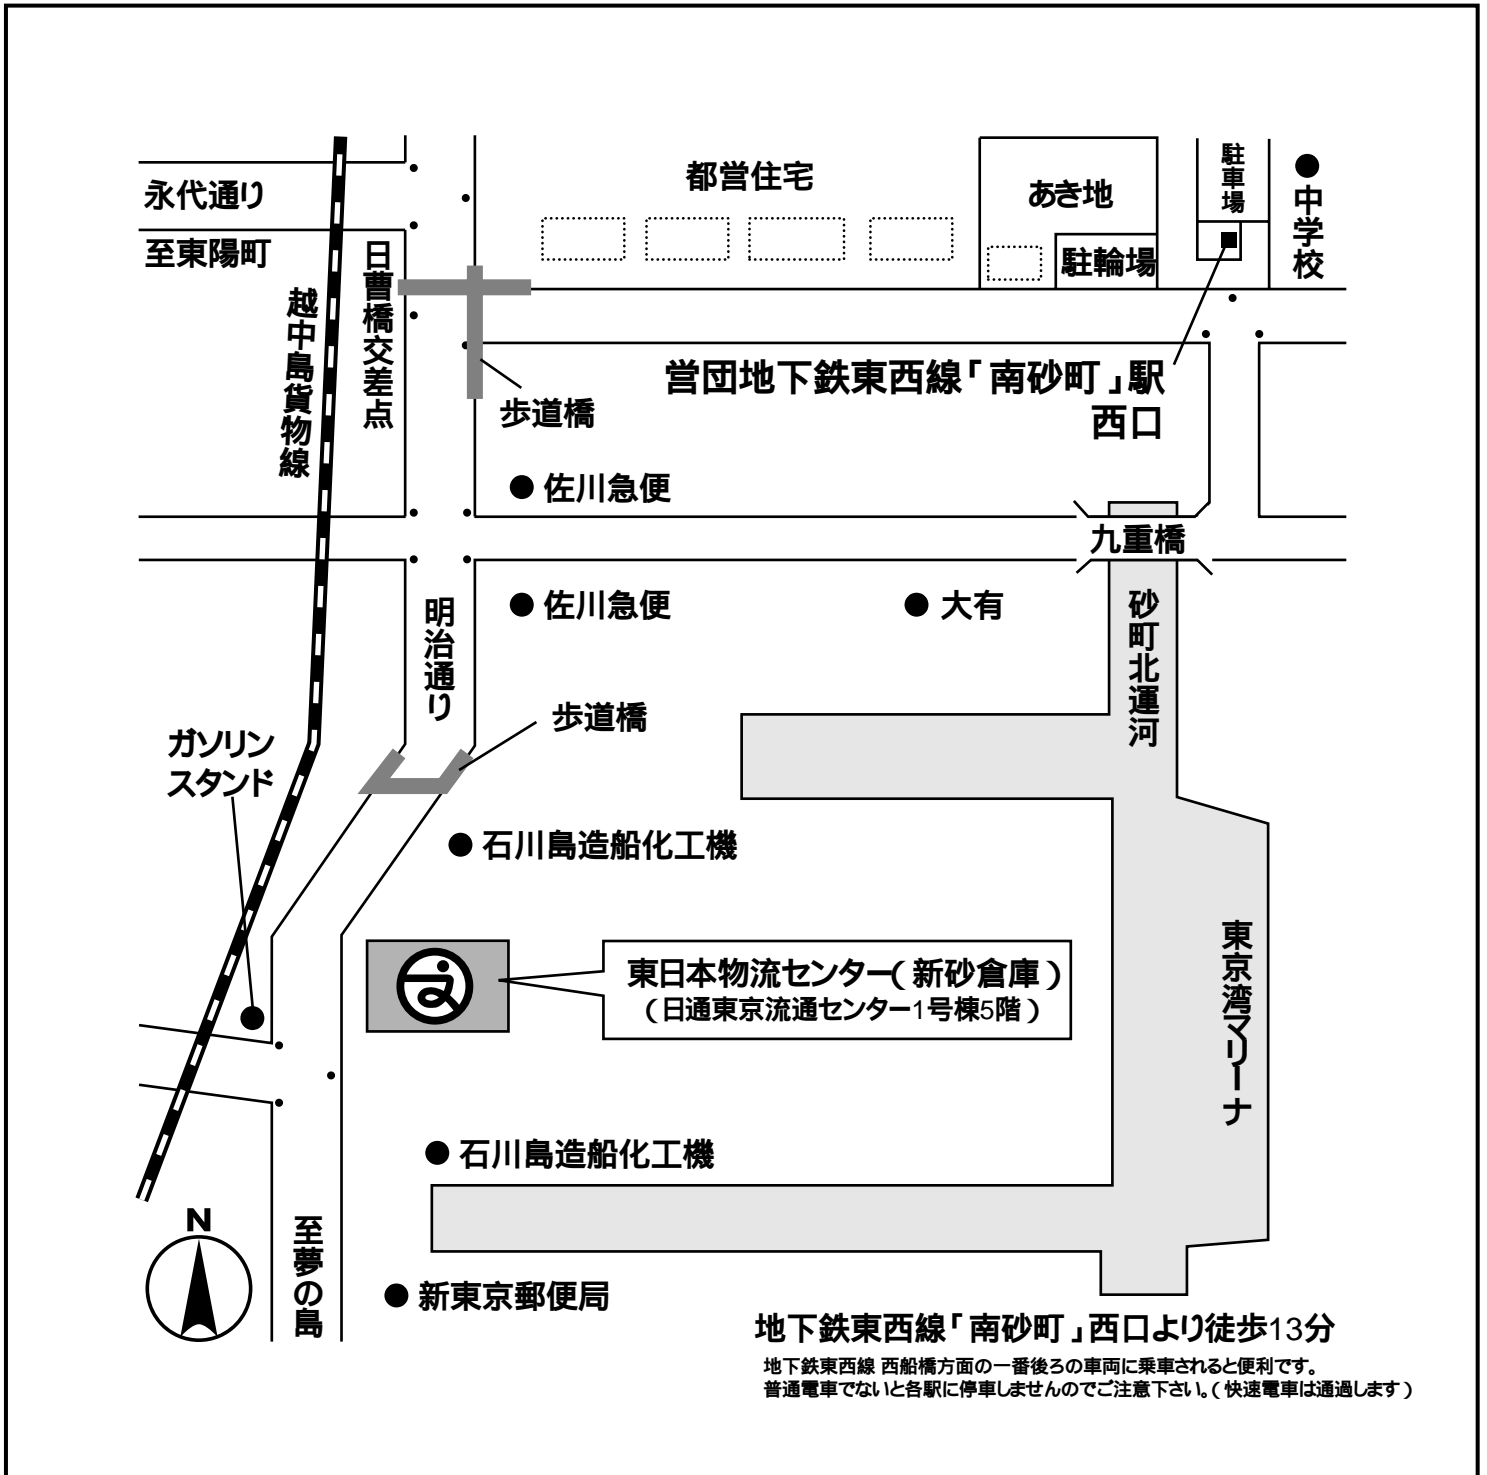 永代通り
至東陽町
越中島貨物線
日曹橋交差点
都営住宅
あき地
駐輪場
駐車場
中学校
営団地下鉄東西線「南砂町」駅
西口
歩道橋
佐川急便
九重橋
佐川急便
大有
砂町北運河
明治通り
歩道橋
ガソリン
スタンド
石川島造船化工機
東日本物流センター(新砂倉庫)
(日通東京流通センター1号棟5階)
東京湾マリーナ
石川島造船化工機
N
至夢の島
新東京郵便局
地下鉄東西線「南砂町」西口より徒歩13分
地下鉄東西線 西船橋方面の一番後ろの車両に乗車されると便利です。
普通電車でないと各駅に停車しませんのでご注意下さい。(快速電車は通過します)